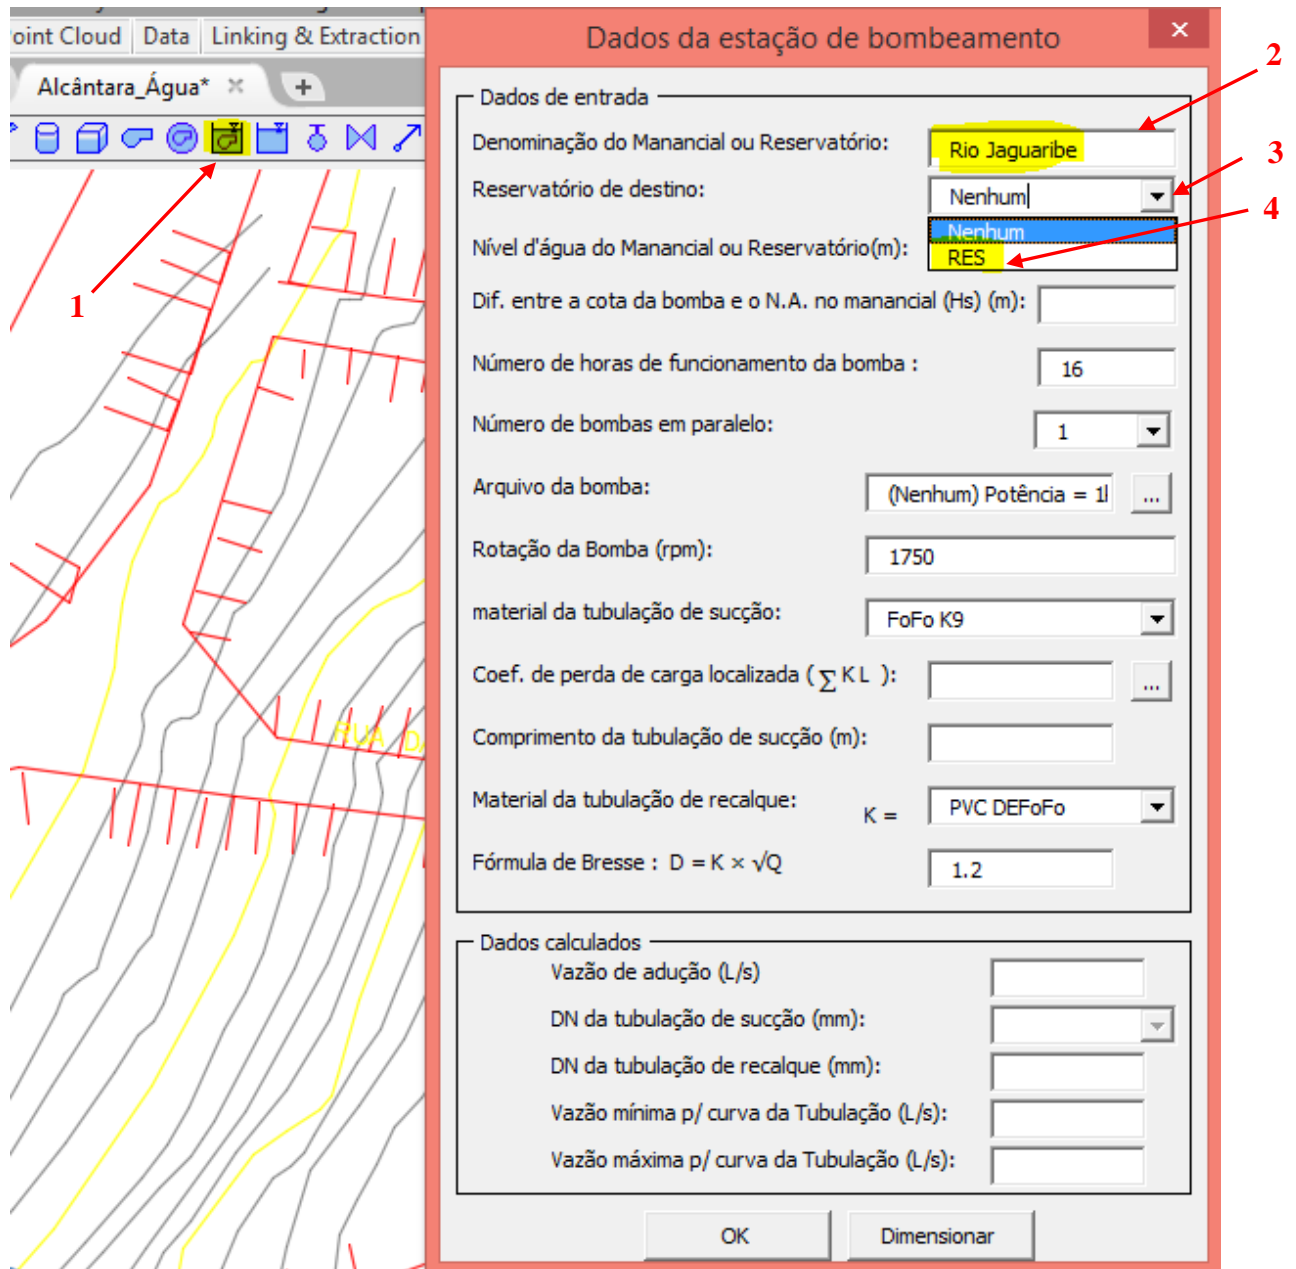 oint Cloud Data Linking & Extraction
Alcântara_Água*
Dados da estação de bombeamento
Dados de entrada
Denominação do Manancial ou Reservatório: Rio Jaguaribe
Reservatório de destino: Nenhum
Nenhum
RES
Nível d'água do Manancial ou Reservatório(m):
Dif. entre a cota da bomba e o N.A. no manancial (Hs) (m):
Número de horas de funcionamento da bomba : 16
Número de bombas em paralelo: 1
Arquivo da bomba: (Nenhum) Potência = 1 ...
Rotação da Bomba (rpm): 1750
material da tubulação de sucção: FoFo K9
Coef. de perda de carga localizada ( ∑ K L ): ...
Comprimento da tubulação de sucção (m):
Material da tubulação de recalque: PVC DEFoFo
K =
Fórmula de Bresse : D = K × √Q 1.2
Dados calculados
Vazão de adução (L/s)
DN da tubulação de sucção (mm):
DN da tubulação de recalque (mm):
Vazão mínima p/ curva da Tubulação (L/s):
Vazão máxima p/ curva da Tubulação (L/s):
OK Dimensionar
1
2
3
4
RUA